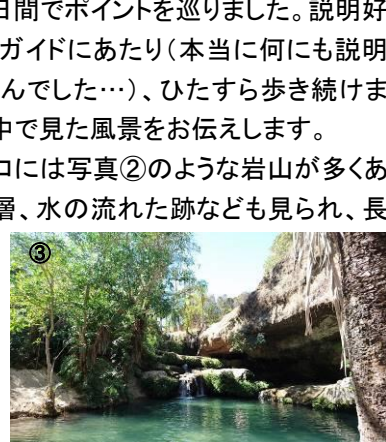 日間でポイントを巡りました。説明好
ガイドにあたり（本当に何にも説明
んでした…）、ひたすら歩き続けま
中で見た風景をお伝えします。
口には写真②のような岩山が多くあ
層、水の流れた跡なども見られ、長
③